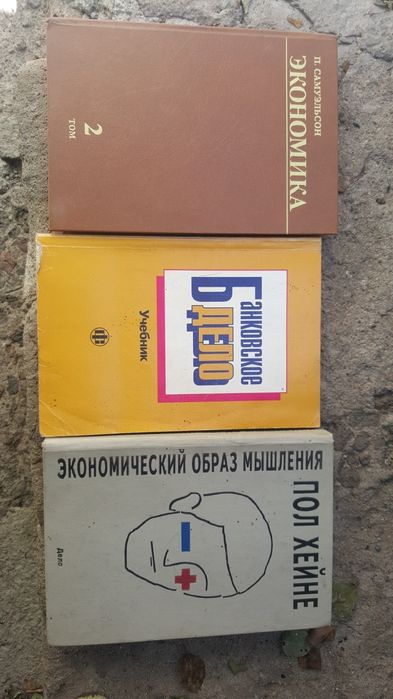 П. САМУЭЛЬСОН
ЭКОНОМИКА
2
ТОМ
Банковское
ДЕЛО
Учебник
ЭКОНОМИЧЕСКИЙ ОБРАЗ МЫШЛЕНИЯ
ПОЛ ХЕЙНЕ
Дело